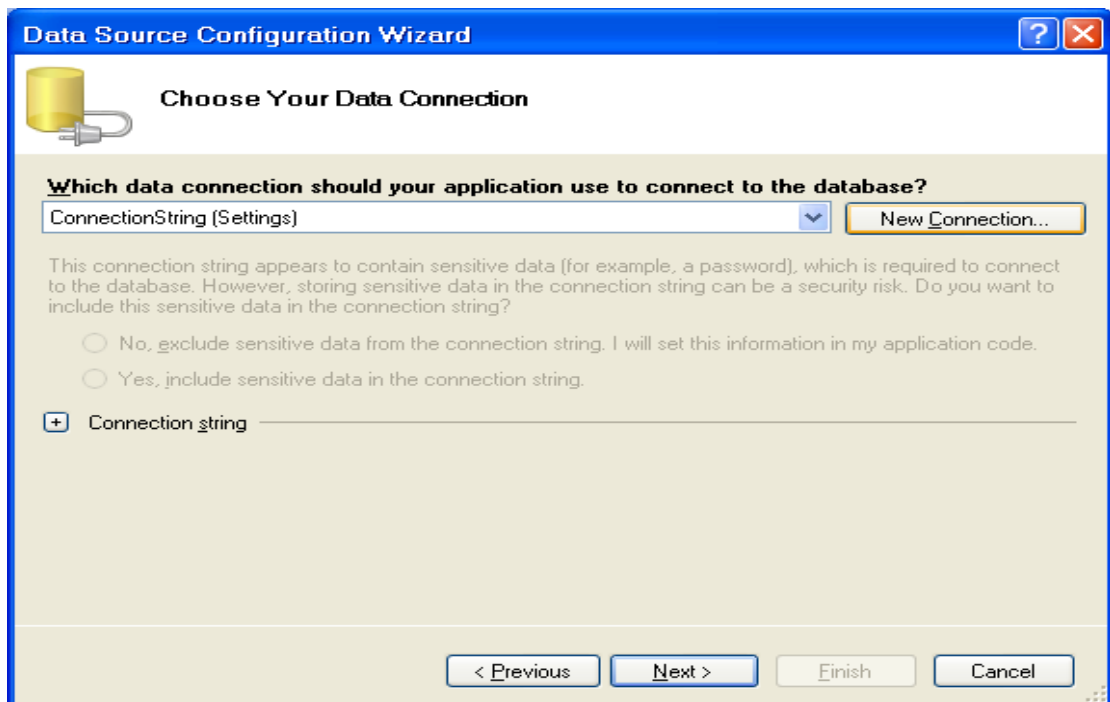 Data Source Configuration Wizard
Choose Your Data Connection
Which data connection should your application use to connect to the database?
ConnectionString (Settings)
New Connection...
This connection string appears to contain sensitive data (for example, a password), which is required to connect
to the database. However, storing sensitive data in the connection string can be a security risk. Do you want to
include this sensitive data in the connection string?
No, exclude sensitive data from the connection string. I will set this information in my application code.
Yes, include sensitive data in the connection string.
Connection string
< Previous
Next >
Finish
Cancel